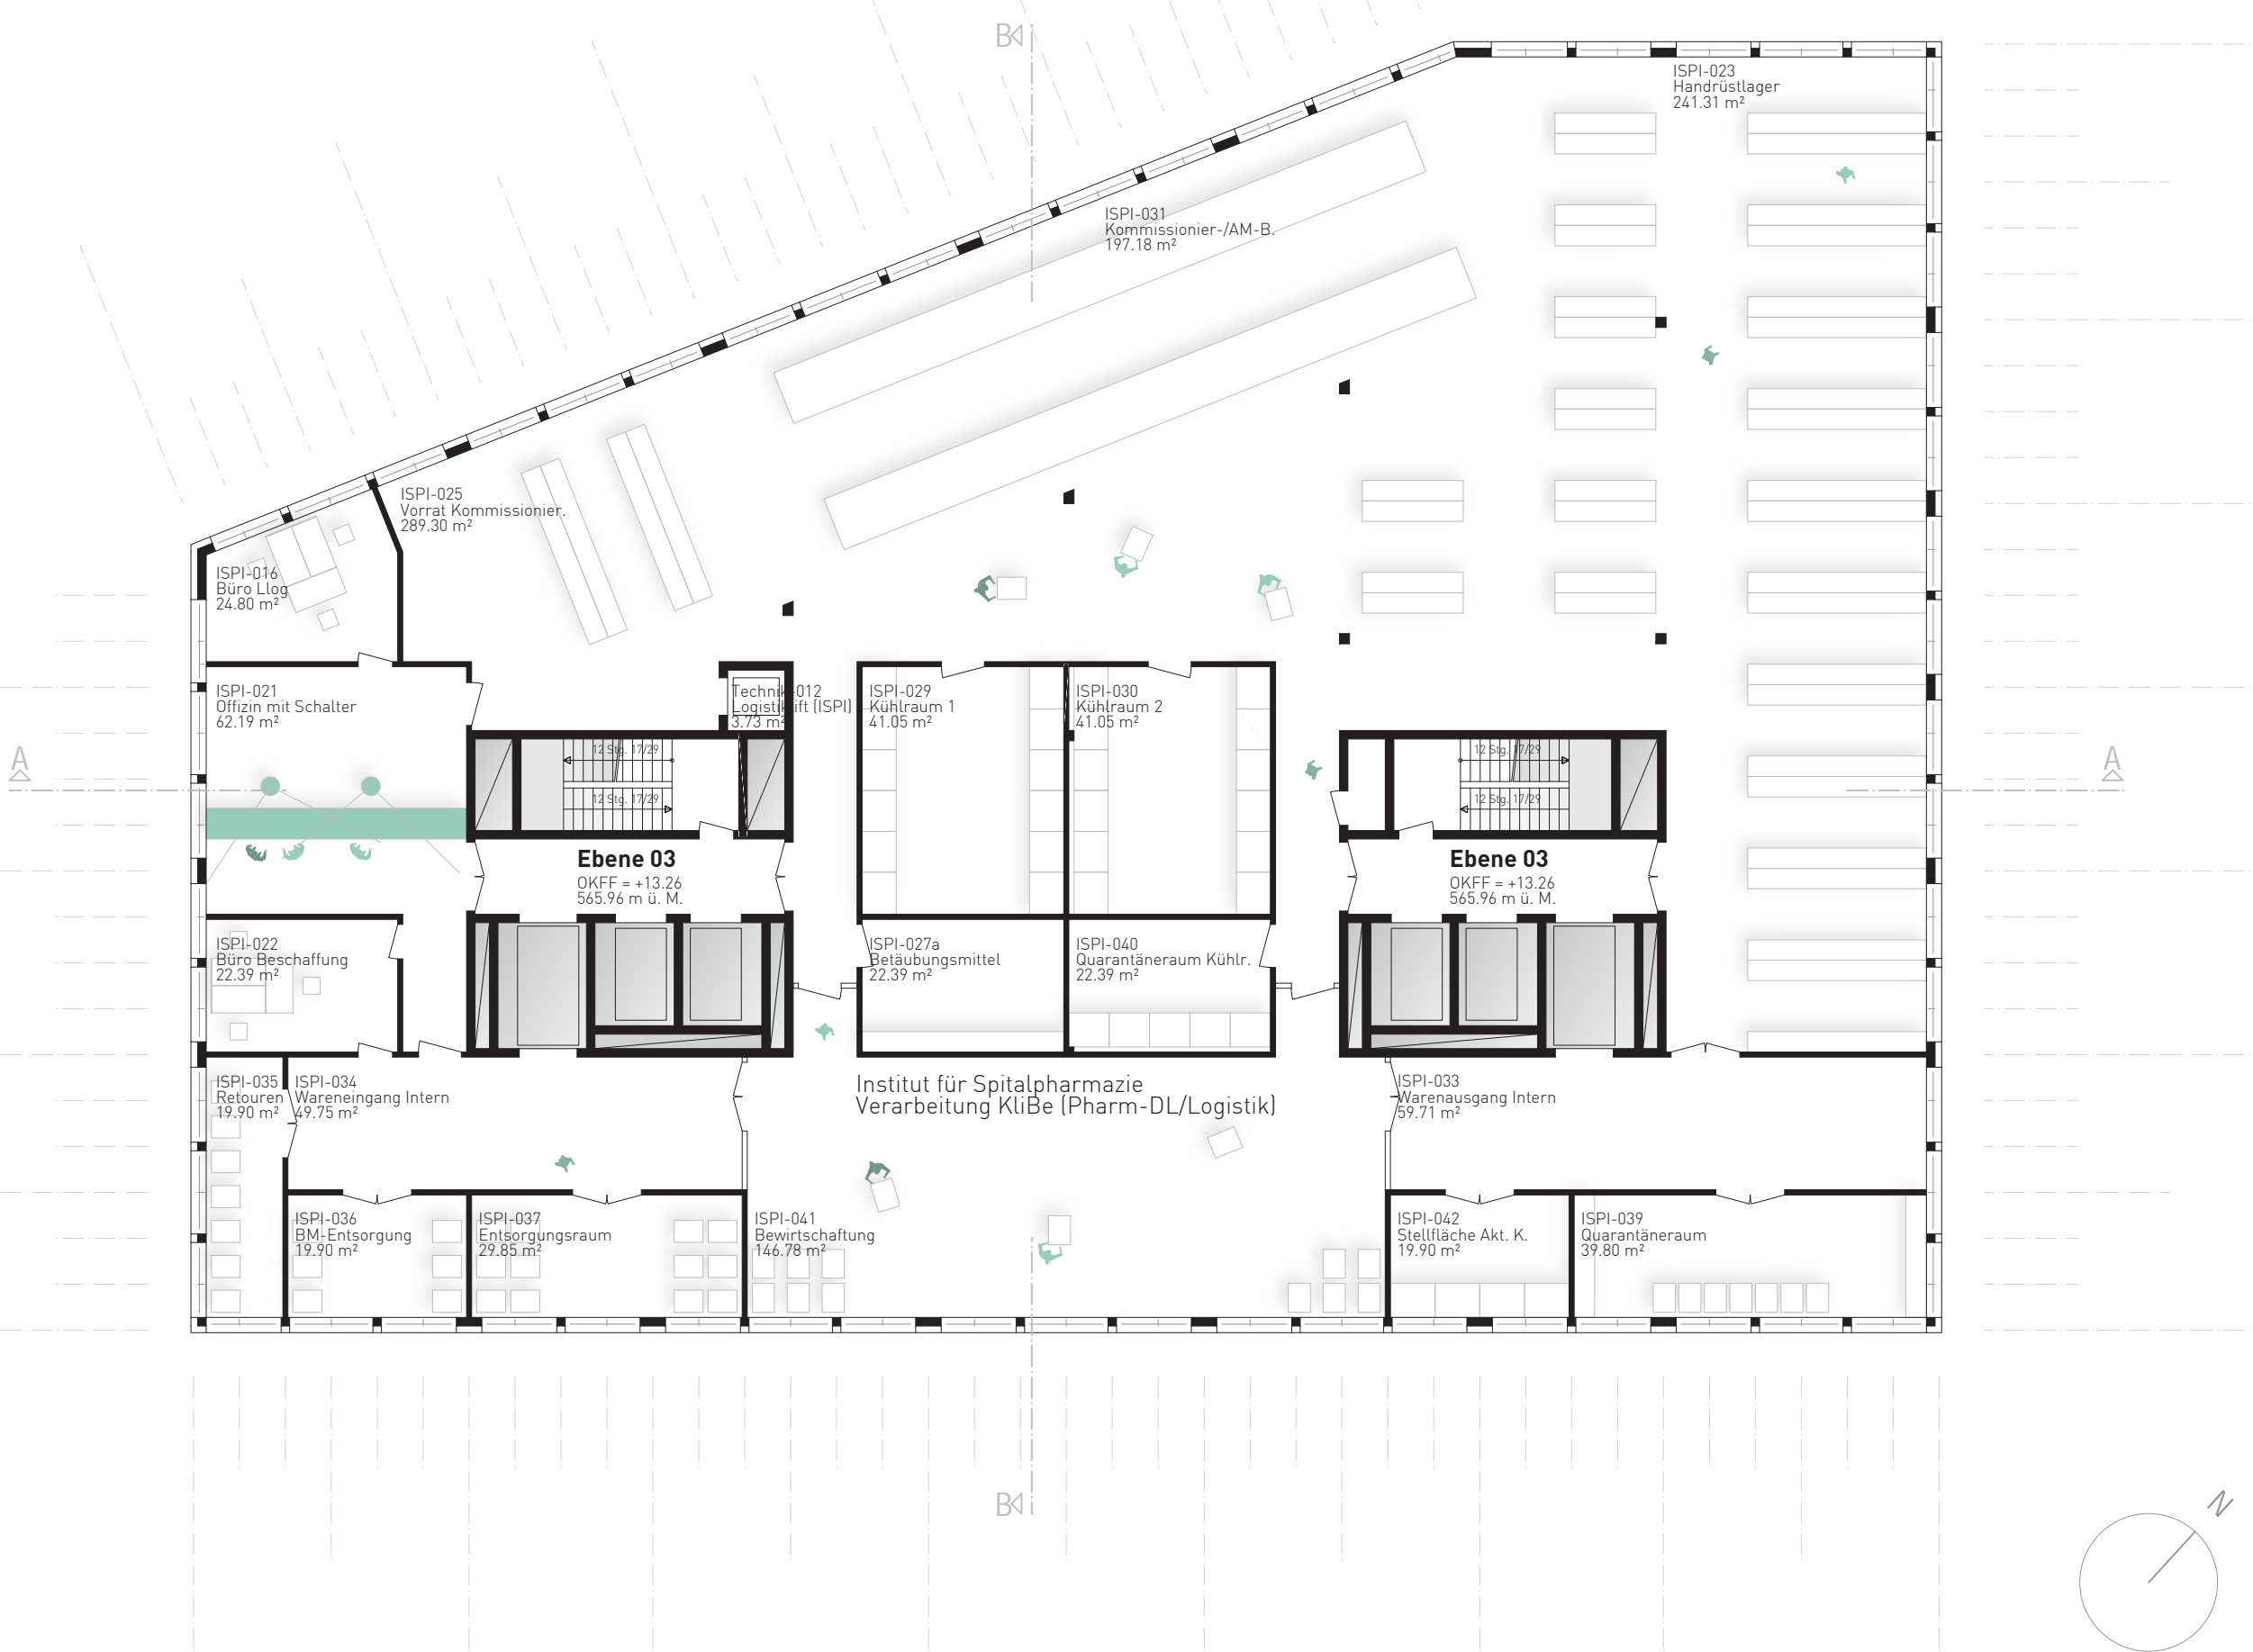 B
ISPI-023
Handrüstlager
241.31 m²
ISPI-031
Kommissionier-/AM-B.
197.18 m²
ISPI-025
Vorrat Kommissionier.
289.30 m²
ISPI-016
Büro Llog
24.80 m²
ISPI-021
Offizin mit Schalter
62.19 m²
Technik-012
Logistiklift (ISPI)
3.73 m²
ISPI-029
Kühlraum 1
41.05 m²
ISPI-030
Kühlraum 2
41.05 m²
A
A
12 Stg. 17/29
12 Stg. 17/29
12 Stg. 17/29
12 Stg. 17/29
Ebene 03
OKFF = +13.26
565.96 m ü. M.
Ebene 03
OKFF = +13.26
565.96 m ü. M.
ISPI-022
Büro Beschaffung
22.39 m²
ISPI-027a
Betäubungsmittel
22.39 m²
ISPI-040
Quarantäneraum Kühlr.
22.39 m²
ISPI-035
Retouren
19.90 m²
ISPI-034
Wareneingang Intern
49.75 m²
Institut für Spitalpharmazie
Verarbeitung KliBe (Pharm-DL/Logistik)
ISPI-033
Warenausgang Intern
59.71 m²
ISPI-036
BM-Entsorgung
19.90 m²
ISPI-037
Entsorgungsraum
29.85 m²
ISPI-041
Bewirtschaftung
146.78 m²
ISPI-042
Stellfläche Akt. K.
19.90 m²
ISPI-039
Quarantäneraum
39.80 m²
B
N